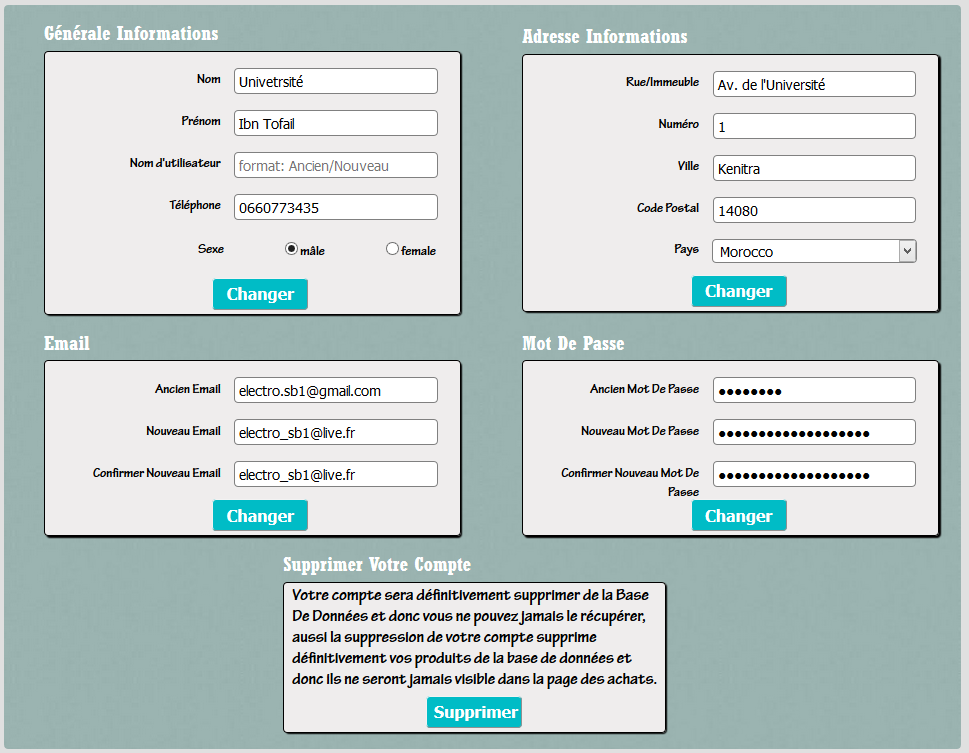 Générale Informations
Nom
Univetrsité
Prénom
Ibn Tofail
Nom d'utilisateur
format: Ancien/Nouveau
Téléphone
0660773435
Sexe mâle female
Changer
Adresse Informations
Rue/Immeuble
Av. de l'Université
Numéro
1
Ville
Kenitra
Code Postal
14080
Pays
Morocco
Changer
Email
Ancien Email
electro.sb1@gmail.com
Nouveau Email
electro_sb1@live.fr
Confirmer Nouveau Email
electro_sb1@live.fr
Changer
Mot De Passe
Ancien Mot De Passe
●●●●●●●●
Nouveau Mot De Passe
●●●●●●●●●●●●●●●●●●●
Confirmer Nouveau Mot De
Passe
●●●●●●●●●●●●●●●●●●●
Changer
Supprimer Votre Compte
Votre compte sera définitivement supprimer de la Base
De Données et donc vous ne pouvez jamais le récupérer,
aussi la suppression de votre compte supprime
définitivement vos produits de la base de données et
donc ils ne seront jamais visible dans la page des achats.
Supprimer